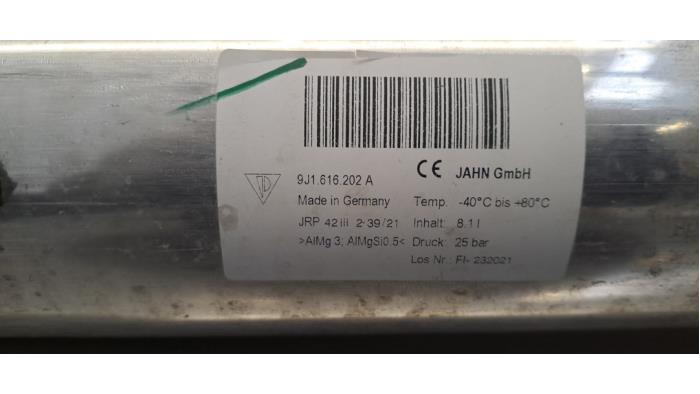 CE JAHN GmbH
9J1.616.202 A
Made in Germany Temp. -40°C bis +80°C
JRP 42 iii 2-39/21 Inhalt: 8.1 l
>AlMg 3; AlMgSi0.5< Druck: 25 bar
Los Nr.: FI- 232021